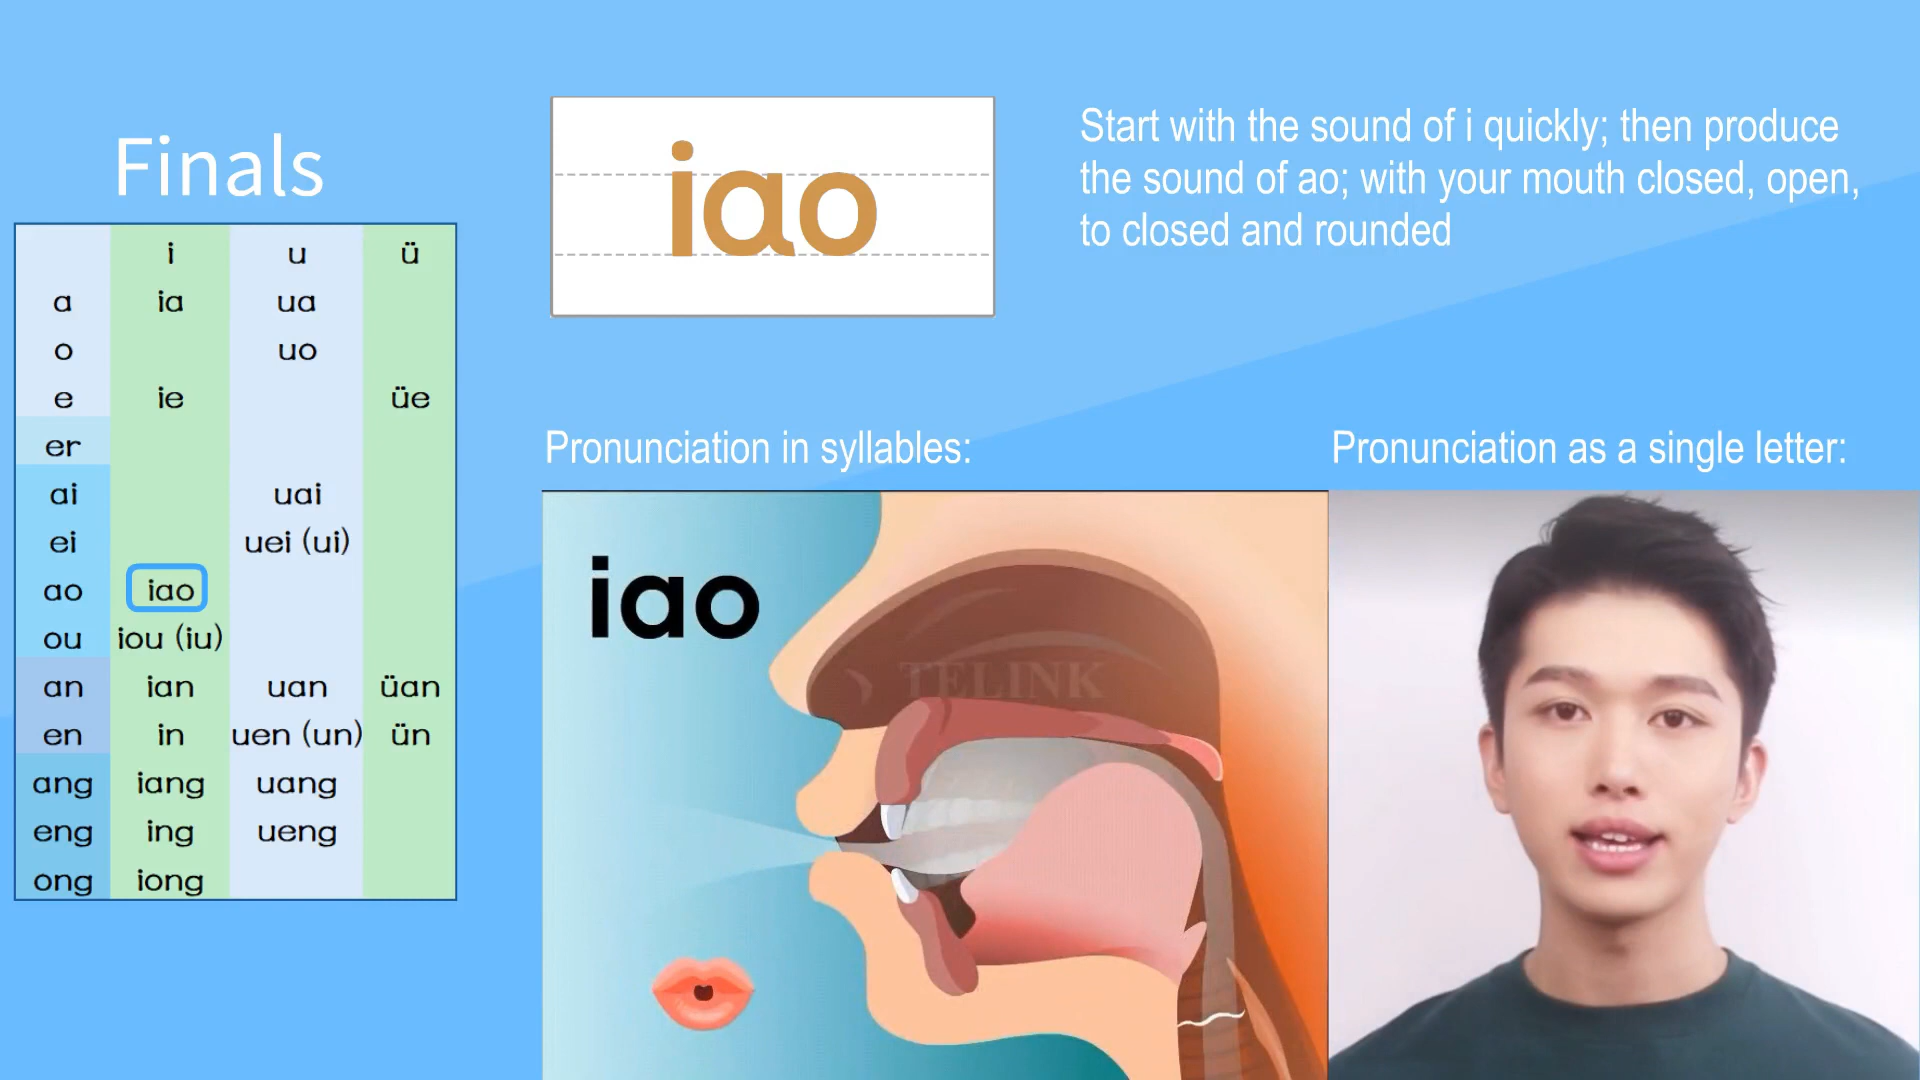 Finals
i u ü
a ia ua
o uo
e ie üe
er
ai uai
ei uei (ui)
ao iao
ou iou (iu)
an ian uan üan
en in uen (un) ün
ang iang uang
eng ing ueng
ong iong
iao
Start with the sound of i quickly; then produce
the sound of ao; with your mouth closed, open,
to closed and rounded
Pronunciation in syllables:
iao
TELINK
Pronunciation as a single letter: